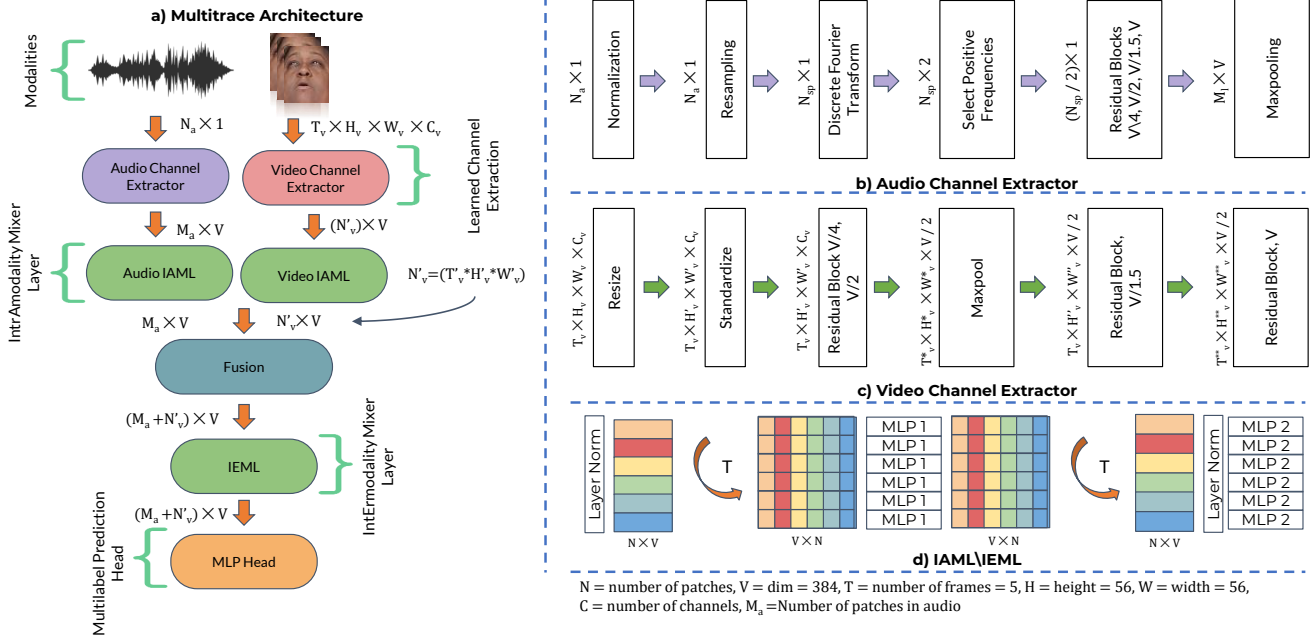 a) Multitrace Architecture
Modalities
N_a × 1
T_v × H_v × W_v × C_v
Audio Channel
Extractor
Video Channel
Extractor
Learned Channel
Extraction
M_a × V
(N'_v) × V
IntrAmodality Mixer
Layer
Audio IAML
Video IAML
N'_v=(T'_v*H'_v*W'_v)
M_a × V
N'_v × V
Fusion
(M_a+N'_v) × V
IEML
IntErmodality Mixer
Layer
(M_a+N'_v) × V
Multilabel Prediction
Head
MLP Head
N_a × 1
Normalization
N_a × 1
Resampling
N_sp × 1
Discrete Fourier
Transform
N_sp × 2
Select Positive
Frequencies
(N_sp / 2) × 1
Residual Blocks
V\4, V/2, V/1.5, V
M_l × V
Maxpooling
b) Audio Channel Extractor
T_v × H_v × W_v × C_v
Resize
T_v × H'_v × W'_v × C_v
Standardize
T_v × H'_v × W'_v × C_v
Residual Block V/4,
V/2
T*_v × H*_v × W*_v × V / 2
Maxpool
T_v × H''_v × W''_v × V / 2
Residual Block,
V/1.5
T**_v × H**_v × W**_v × V / 2
Residual Block, V
c) Video Channel Extractor
Layer Norm
N × V
T
V × N
MLP 1
MLP 1
MLP 1
MLP 1
MLP 1
MLP 1
V × N
T
N × V
Layer Norm
MLP 2
MLP 2
MLP 2
MLP 2
MLP 2
MLP 2
d) IAML\IEML
N = number of patches, V = dim = 384, T = number of frames = 5, H = height = 56, W = width = 56,
C = number of channels, M_a =Number of patches in audio